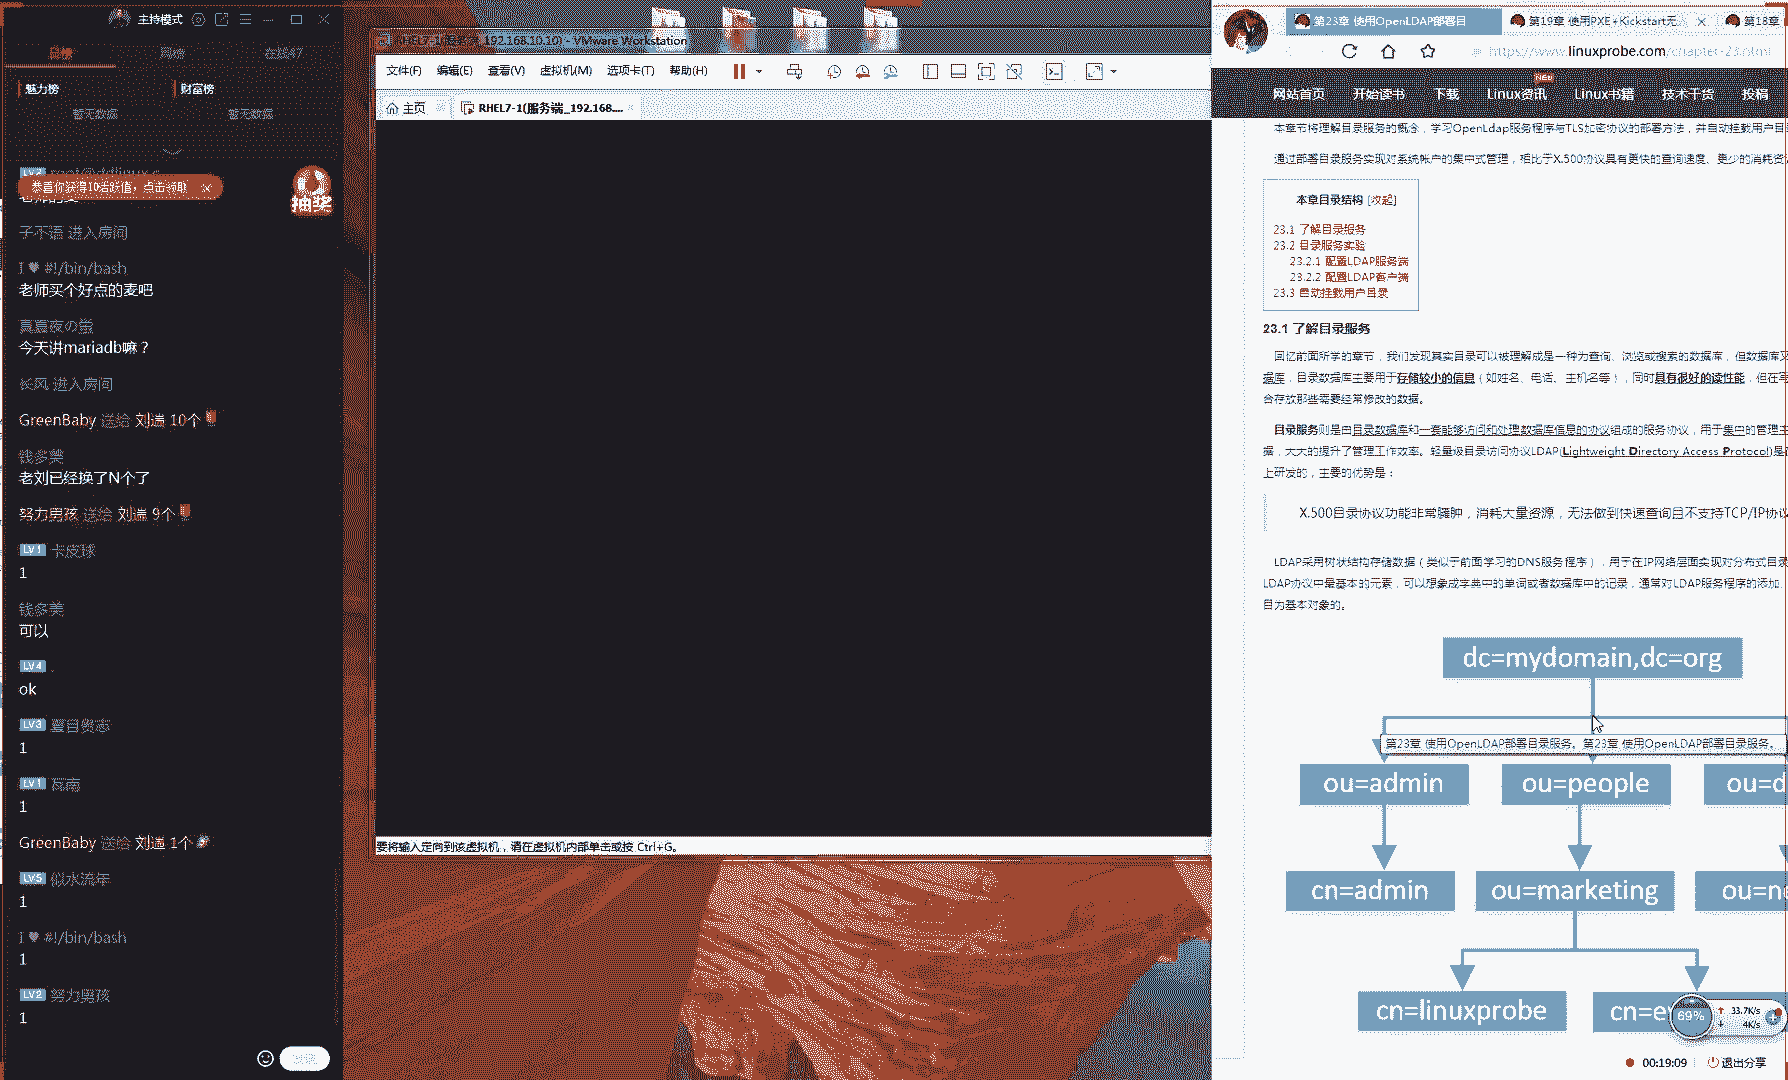 主持模式
在线47
魅力榜
财富榜
暂无数据
暂无数据
恭喜你获得10活跃值，点击领取
抽奖
子不语 进入房间
I ♥ #!/bin/bash
老师买个好点的麦吧
真夏夜の萤
今天讲mariadb嘛？
长风 进入房间
GreenBaby 送给 刘遄 10个
钱多美
老刘已经换了N个了
努力男孩 送给 刘遄 9个
LV1 卡皮球
1
钱多美
可以
LV4 .
ok
LV3 夏目贵志
1
LV1 瓦南
1
GreenBaby 送给 刘遄 1个
LV5 似水流年
1
I ♥ #!/bin/bash
1
LV2 努力男孩
1
RHEL7-1(服务端_192.168.10.10) - VMware Workstation
文件(F) 编辑(E) 查看(V) 虚拟机(M) 选项卡(T) 帮助(H)
主页
RHEL7-1(服务端_192.168....
要将输入定向到该虚拟机，请在虚拟机内部单击或按 Ctrl+G。
第23章 使用OpenLDAP部署目
第19章 使用PXE+Kickstart无
第18章
https://www.linuxprobe.com/chapter-23.html
NEW
网站首页 开始读书 下载 Linux资讯 Linux书籍 技术干货 投稿
本章节将理解目录服务的概念，学习OpenLdap服务程序与TLS加密协议的部署方法，并自动挂载用户目
通过部署目录服务实现对系统帐户的集中式管理，相比于X.500协议具有更快的查询速度、更少的消耗资
本章目录结构 [收起]
23.1 了解目录服务
23.2 目录服务实验
23.2.1 配置LDAP服务端
23.2.2 配置LDAP客户端
23.3 自动挂载用户目录
23.1 了解目录服务
回忆前面所学的章节，我们发现其实目录可以被理解成是一种为查询、浏览或搜索的数据库，但数据库又
据库，目录数据库主要用于存储较小的信息（如姓名、电话、主机名等），同时具有很好的读性能，但在写
合存放那些需要经常修改的数据。
目录服务则是由目录数据库和一套能够访问和处理数据库信息的协议组成的服务协议，用于集中的管理主
据，大大的提升了管理工作效率。轻量级目录访问协议LDAP(Lightweight Directory Access Protocol)是在
上研发的，主要的优势是：
X.500目录协议功能非常臃肿，消耗大量资源，无法做到快速查询且不支持TCP/IP协议
LDAP采用树状结构存储数据（类似于前面学习的DNS服务程序），用于在IP网络层面实现对分布式目录
LDAP协议中最基本的元素，可以想象成字典中的单词或者数据库中的记录，通常对LDAP服务程序的添加、
目为基本对象的。
dc=mydomain,dc=org
第23章 使用OpenLDAP部署目录服务。第23章 使用OpenLDAP部署目录服务。
ou=admin
ou=people
ou=d
cn=admin
ou=marketing
cn=linuxprobe
69%
33.7K/s
4K/s
00:19:09
退出分享